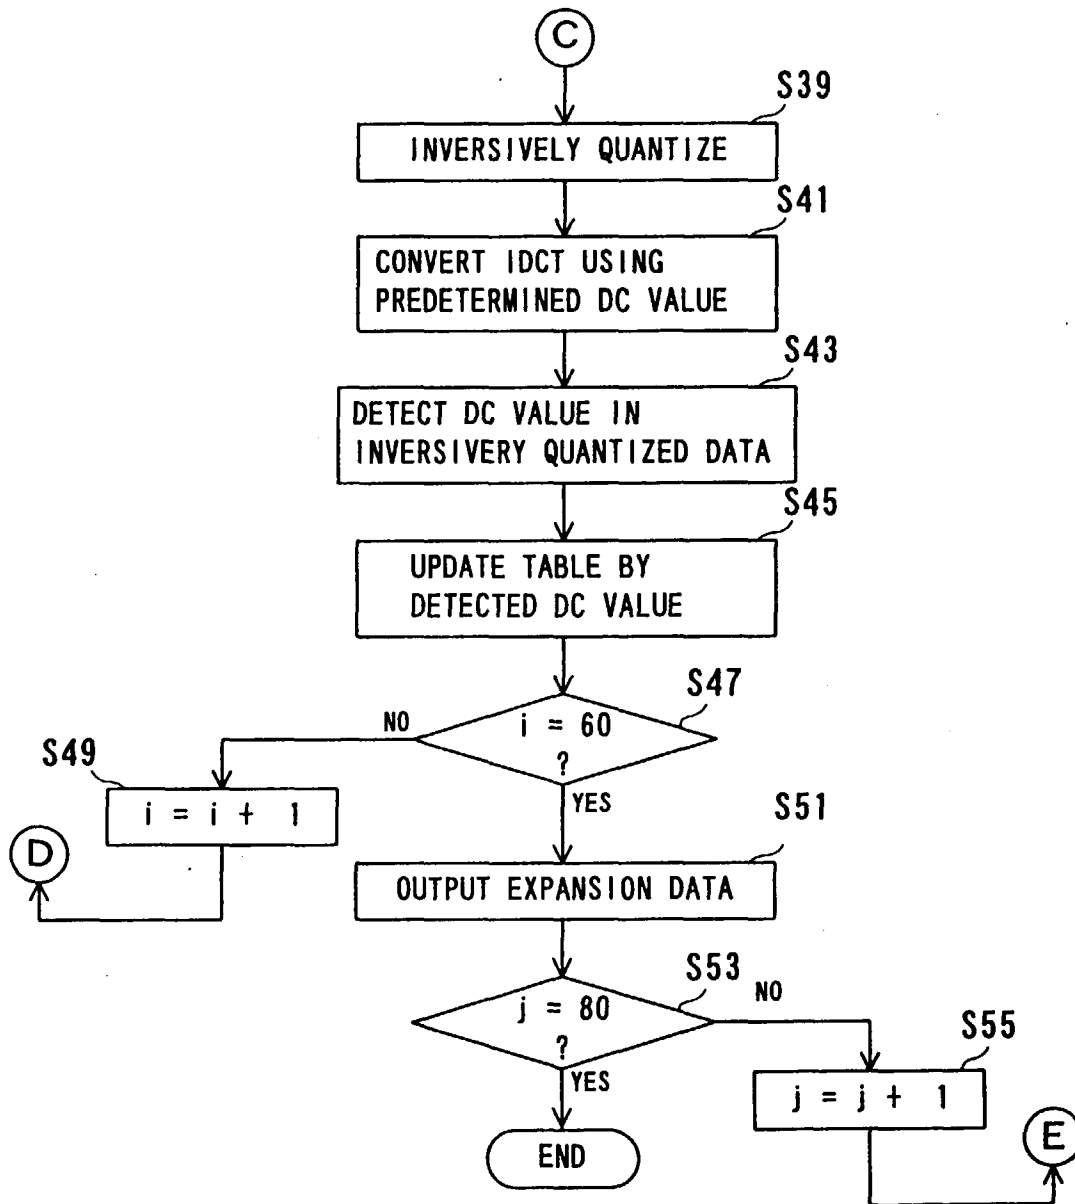 C
S39
INVERSIVELY QUANTIZE
S41
CONVERT IDCT USING
PREDETERMINED DC VALUE
S43
DETECT DC VALUE IN
INVERSIVERY QUANTIZED DATA
S45
UPDATE TABLE BY
DETECTED DC VALUE
S47
NO
i = 60
?
S49
YES
i = i + 1
S51
D
OUTPUT EXPANSION DATA
S53
NO
j = 80
?
S55
YES
j = j + 1
E
END